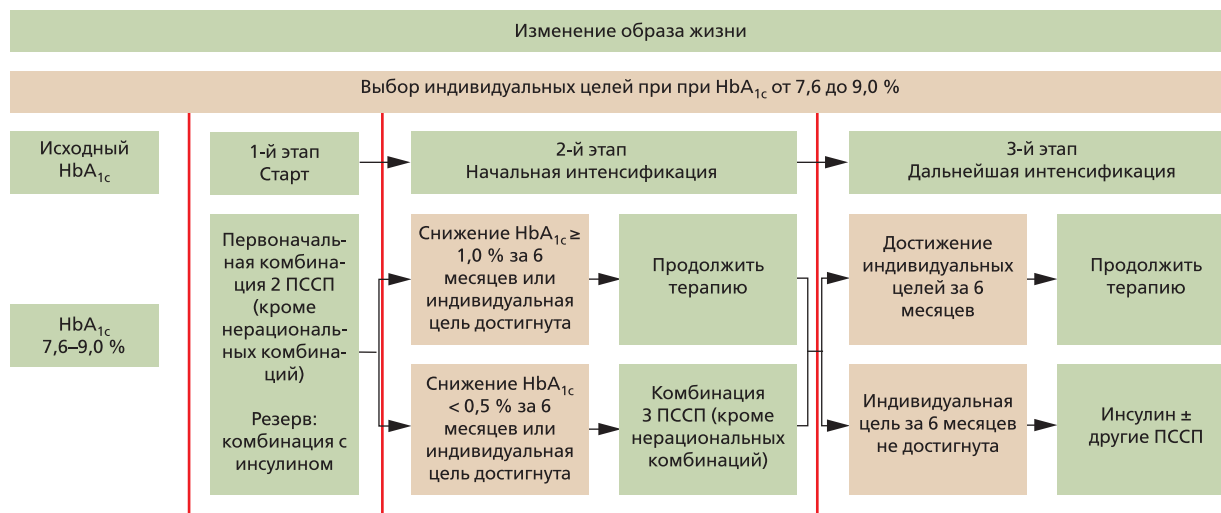 Изменение образа жизни
Выбор индивидуальных целей при при HbA1c от 7,6 до 9,0 %
Исходный
HbA1c
1-й этап
Старт
2-й этап
Начальная интенсификация
3-й этап
Дальнейшая интенсификация
HbA1c
7,6–9,0 %
Первоначаль-
ная комбина-
ция 2 ПССП
(кроме
нерациональ-
ных комбина-
ций)
Резерв:
комбинация с
инсулином
Снижение HbA1c ≥
1,0 % за 6
месяцев или
индивидуальная
цель достигнута
Продолжить
терапию
Снижение HbA1c
< 0,5 % за 6
месяцев или
индивидуальная
цель достигнута
Комбинация
3 ПССП (кроме
нерациональных
комбинаций)
Достижение
индивидуальных
целей за 6
месяцев
Продолжить
терапию
Индивидуальная
цель за 6 месяцев
не достигнута
Инсулин ±
другие ПССП